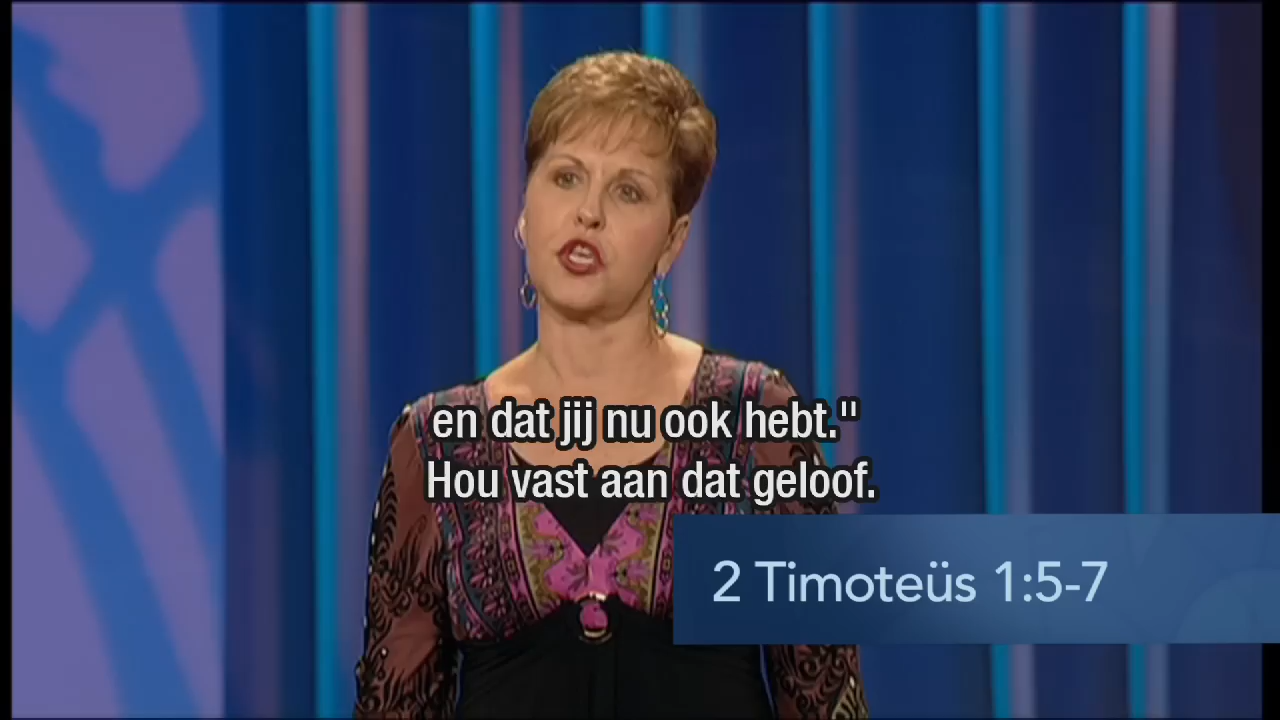 en dat jij nu ook hebt."
Hou vast aan dat geloof.
2 Timoteüs 1:5-7